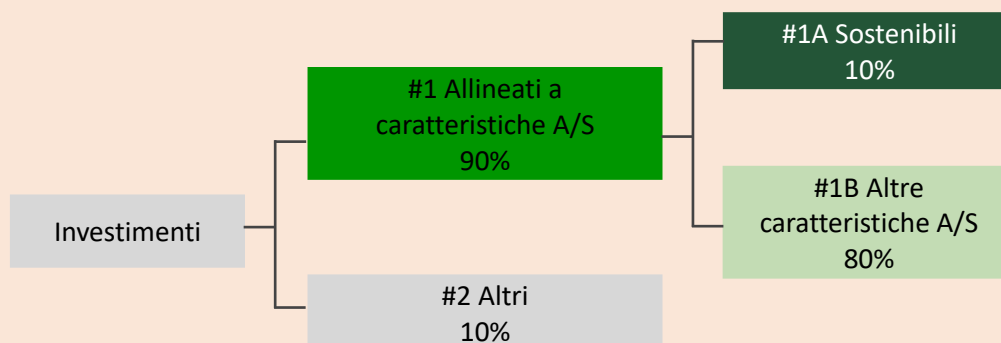 #1A Sostenibili
10%
#1 Allineati a
caratteristiche A/S
90%
#1B Altre
caratteristiche A/S
80%
Investimenti
#2 Altri
10%